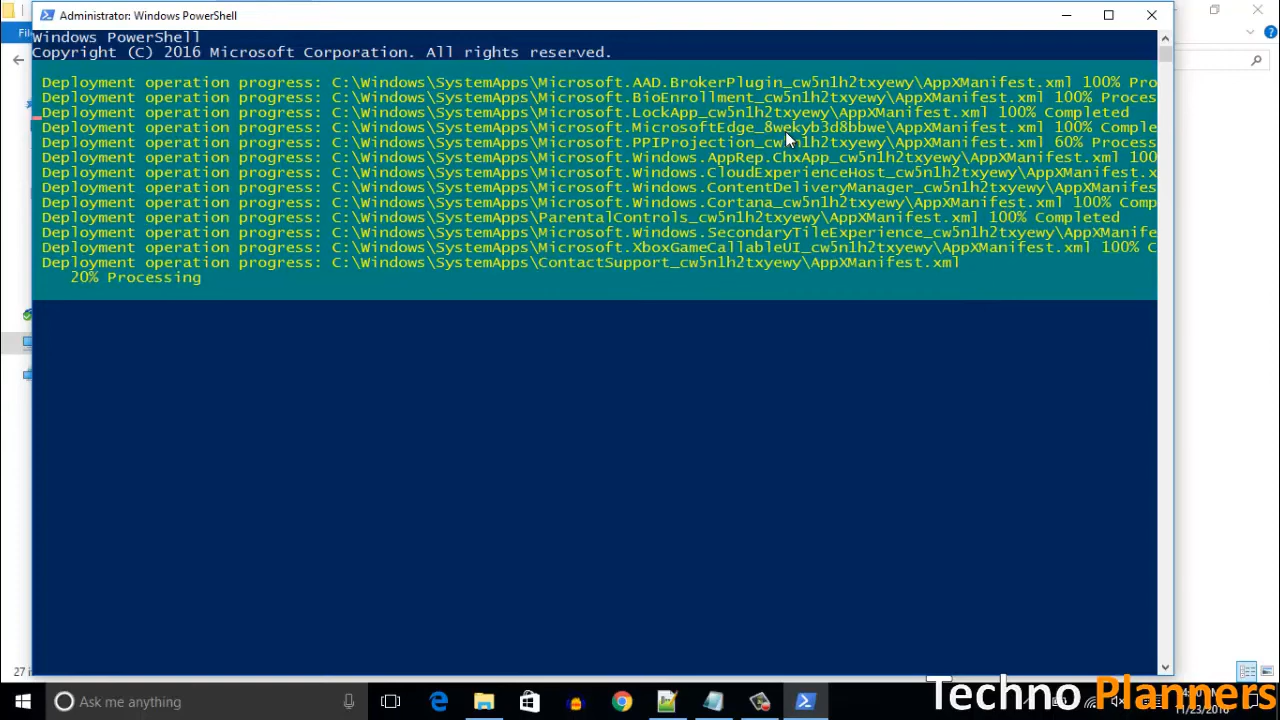 Administrator: Windows PowerShell
Windows PowerShell
Copyright (C) 2016 Microsoft Corporation. All rights reserved.
Deployment operation progress: C:\Windows\SystemApps\Microsoft.AAD.BrokerPlugin_cw5n1h2txyewy\AppXManifest.xml 100% Pro
Deployment operation progress: C:\Windows\SystemApps\Microsoft.BioEnrollment_cw5n1h2txyewy\AppXManifest.xml 100% Proces
Deployment operation progress: C:\Windows\SystemApps\Microsoft.LockApp_cw5n1h2txyewy\AppXManifest.xml 100% Completed
Deployment operation progress: C:\Windows\SystemApps\Microsoft.MicrosoftEdge_8wekyb3d8bbwe\AppXManifest.xml 100% Comple
Deployment operation progress: C:\Windows\SystemApps\Microsoft.PPIProjection_cw5n1h2txyewy\AppXManifest.xml 60% Process
Deployment operation progress: C:\Windows\SystemApps\Microsoft.Windows.AppRep.ChxApp_cw5n1h2txyewy\AppXManifest.xml 100
Deployment operation progress: C:\Windows\SystemApps\Microsoft.Windows.CloudExperienceHost_cw5n1h2txyewy\AppXManifest.x
Deployment operation progress: C:\Windows\SystemApps\Microsoft.Windows.ContentDeliveryManager_cw5n1h2txyewy\AppXManifes
Deployment operation progress: C:\Windows\SystemApps\Microsoft.Windows.Cortana_cw5n1h2txyewy\AppXManifest.xml 100% Comp
Deployment operation progress: C:\Windows\SystemApps\ParentalControls_cw5n1h2txyewy\AppXManifest.xml 100% Completed
Deployment operation progress: C:\Windows\SystemApps\Microsoft.Windows.SecondaryTileExperience_cw5n1h2txyewy\AppXManife
Deployment operation progress: C:\Windows\SystemApps\Microsoft.XboxGameCallableUI_cw5n1h2txyewy\AppXManifest.xml 100% C
Deployment operation progress: C:\Windows\SystemApps\ContactSupport_cw5n1h2txyewy\AppXManifest.xml
20% Processing
27 i
Ask me anything
Techno Planners
11/23/2016